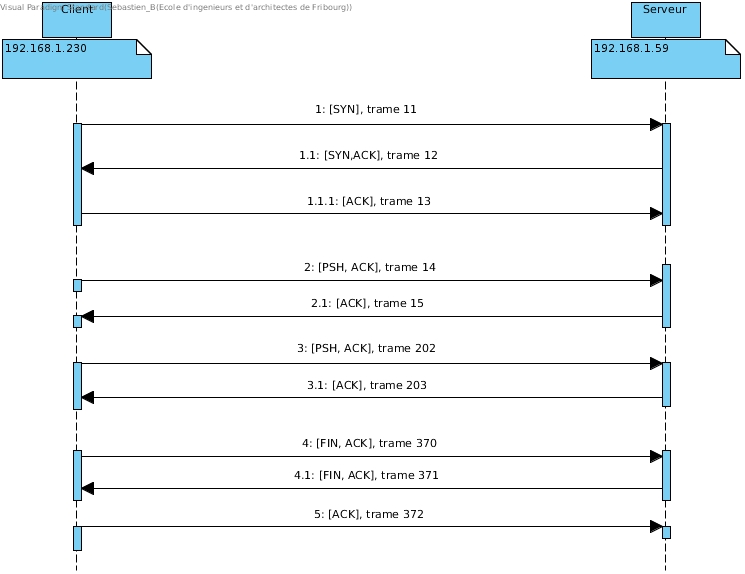 Visual Paradigm Standard(Sebastien_B(Ecole d'ingenieurs et d'architectes de Fribourg))
Client
Serveur
192.168.1.230
192.168.1.59
1: [SYN], trame 11
1.1: [SYN,ACK], trame 12
1.1.1: [ACK], trame 13
2: [PSH, ACK], trame 14
2.1: [ACK], trame 15
3: [PSH, ACK], trame 202
3.1: [ACK], trame 203
4: [FIN, ACK], trame 370
4.1: [FIN, ACK], trame 371
5: [ACK], trame 372